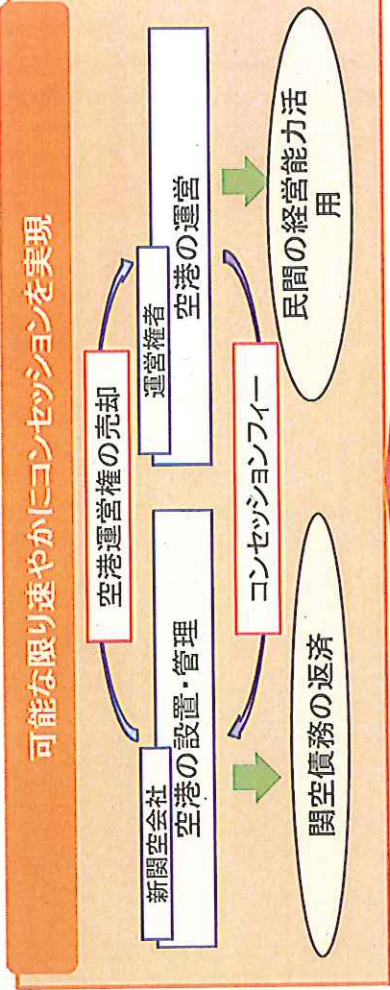 可能な限り速やかにコンセッションを実現
空港運営権の売却
新関空会社
空港の設置・管理
運営権者
空港の運営
コンセッションフィー
関空債務の返済
民間の経営能力活
用